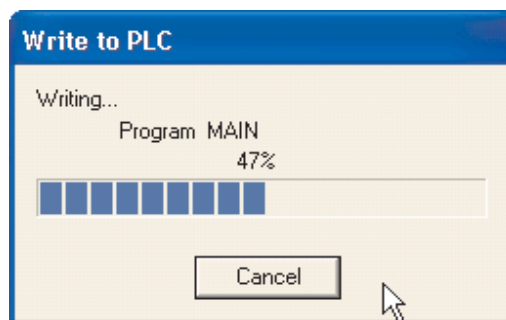 Write to PLC
Writing...
Program MAIN
47%
Cancel